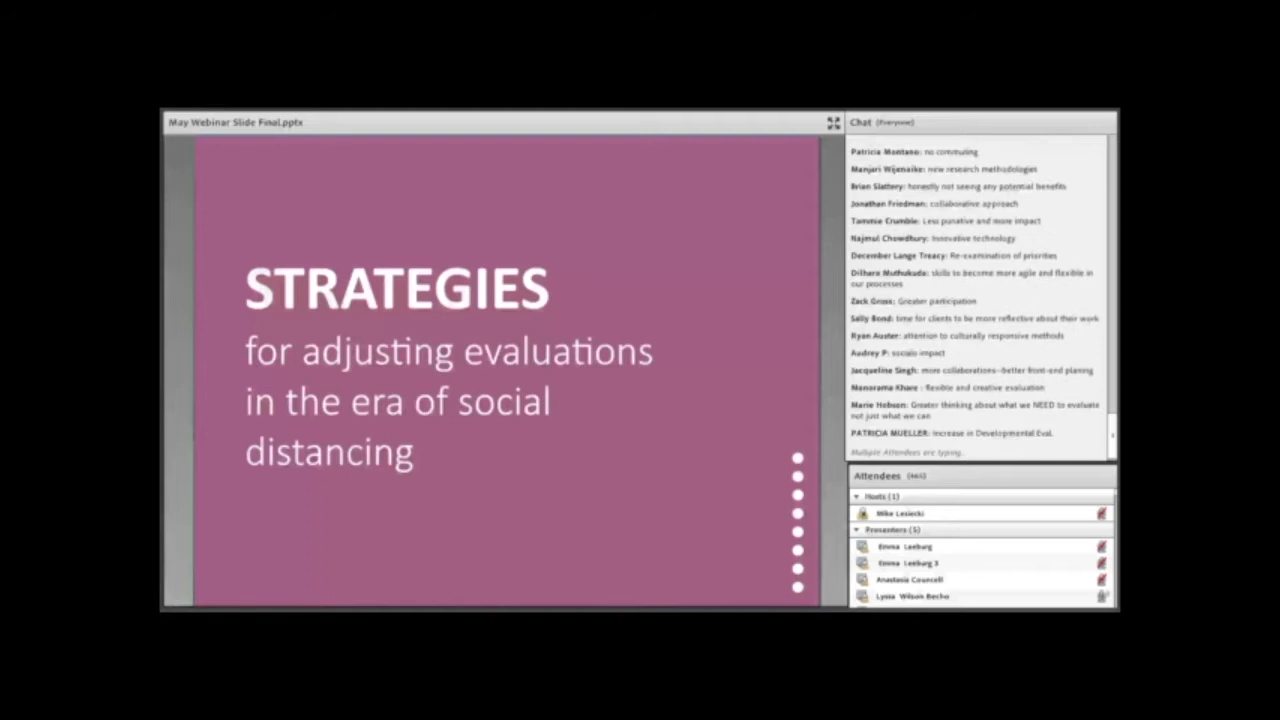 May Webinar Slide Final.pptx
STRATEGIES
for adjusting evaluations
in the era of social
distancing
Chat (Everyone)
Patricia Montano: no commuting
Manjari Wijenaike: new research methodologies
Brian Slattery: honestly not seeing any potential benefits
Jonathan Friedman: collaborative approach
Tammie Crumble: Less punative and more impact
Najmul Chowdhury: Innovative technology
December Lange Treacy: Re-examination of priorities
Dilhara Muthukuda: skills to become more agile and flexible in
our processes
Zack Grosk: Greater participation
Sally Bond: time for clients to be more reflective about their work
Ryan Auster: attention to culturally responsive methods
Audrey P: socialo impact
Jacqueline Singh: more collaborations--better front-end planing
Monorama Khare : flexible and creative evaluation
Marie Hobson: Greater thinking about what we NEED to evaluate
not just what we can
PATRICIA MUELLER: Increase in Developmental Eval.
Multiple Attendees are typing.
Attendees
Hosts (1)
Mike Lesiecki
Presenters (5)
Emma Leeburg
Emma Leeburg 3
Anastasia Councell
Lyssa Wilson Becho